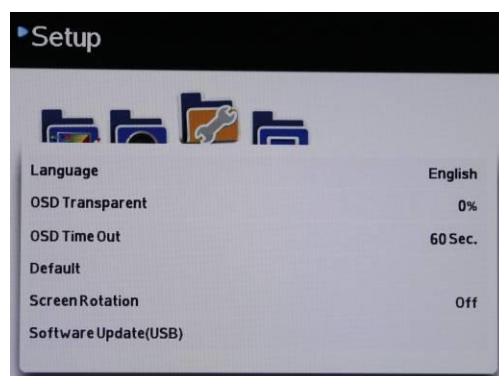 Setup
Language English
OSD Transparent 0%
OSD Time Out 60 Sec.
Default
Screen Rotation Off
Software Update(USB)